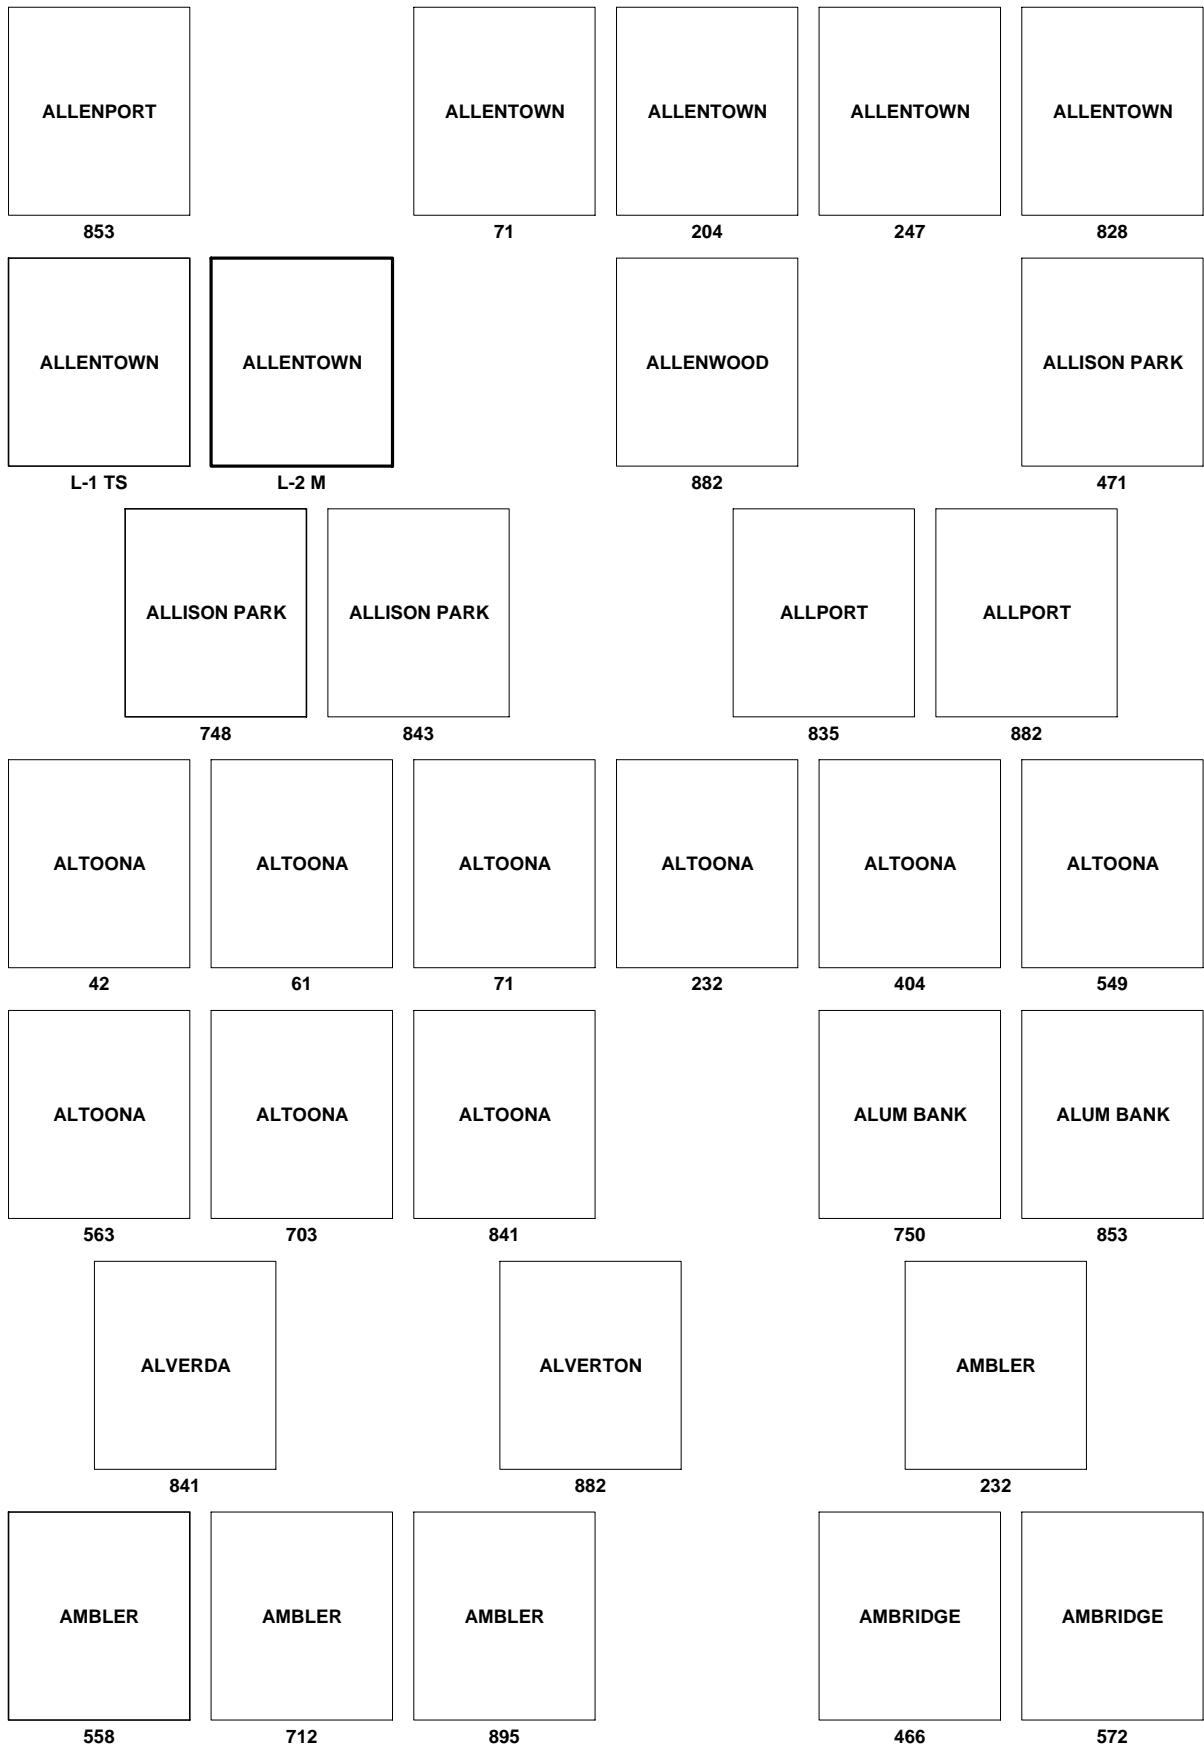 ALLENPORT ALLENTOWN ALLENTOWN ALLENTOWN ALLENTOWN
853 71 204 247 828
ALLENTOWN ALLENTOWN ALLENWOOD ALLISON PARK
L-1 TS L-2 M 882 471
ALLISON PARK ALLISON PARK ALLPORT ALLPORT
748 843 835 882
ALTOONA ALTOONA ALTOONA ALTOONA ALTOONA ALTOONA
42 61 71 232 404 549
ALTOONA ALTOONA ALTOONA ALUM BANK ALUM BANK
563 703 841 750 853
ALVERDA ALVERTON AMBLER
841 882 232
AMBLER AMBLER AMBLER AMBRIDGE AMBRIDGE
558 712 895 466 572